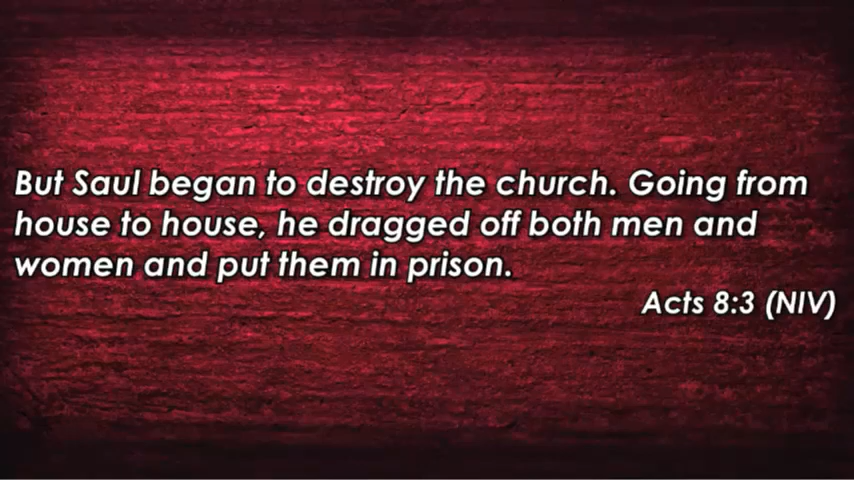 But Saul began to destroy the church. Going from
house to house, he dragged off both men and
women and put them in prison.
Acts 8:3 (NIV)